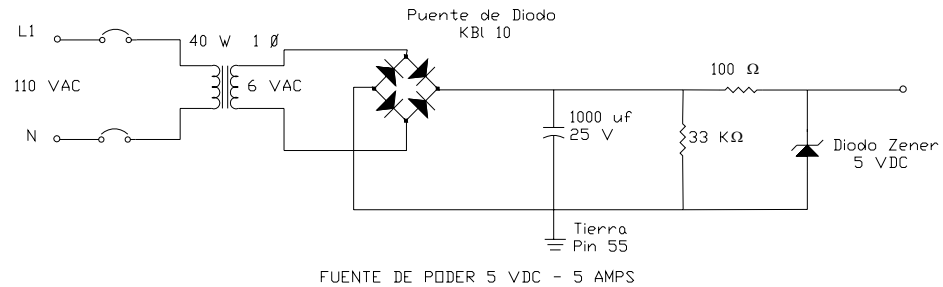 Puente de Diodo
KBl 10
L1
40 W 1 Ø
110 VAC
6 VAC
N
100 Ω
1000 uf
25 V
33 KΩ
Diodo Zener
5 VDC
Tierra
Pin 55
FUENTE DE PODER 5 VDC - 5 AMPS